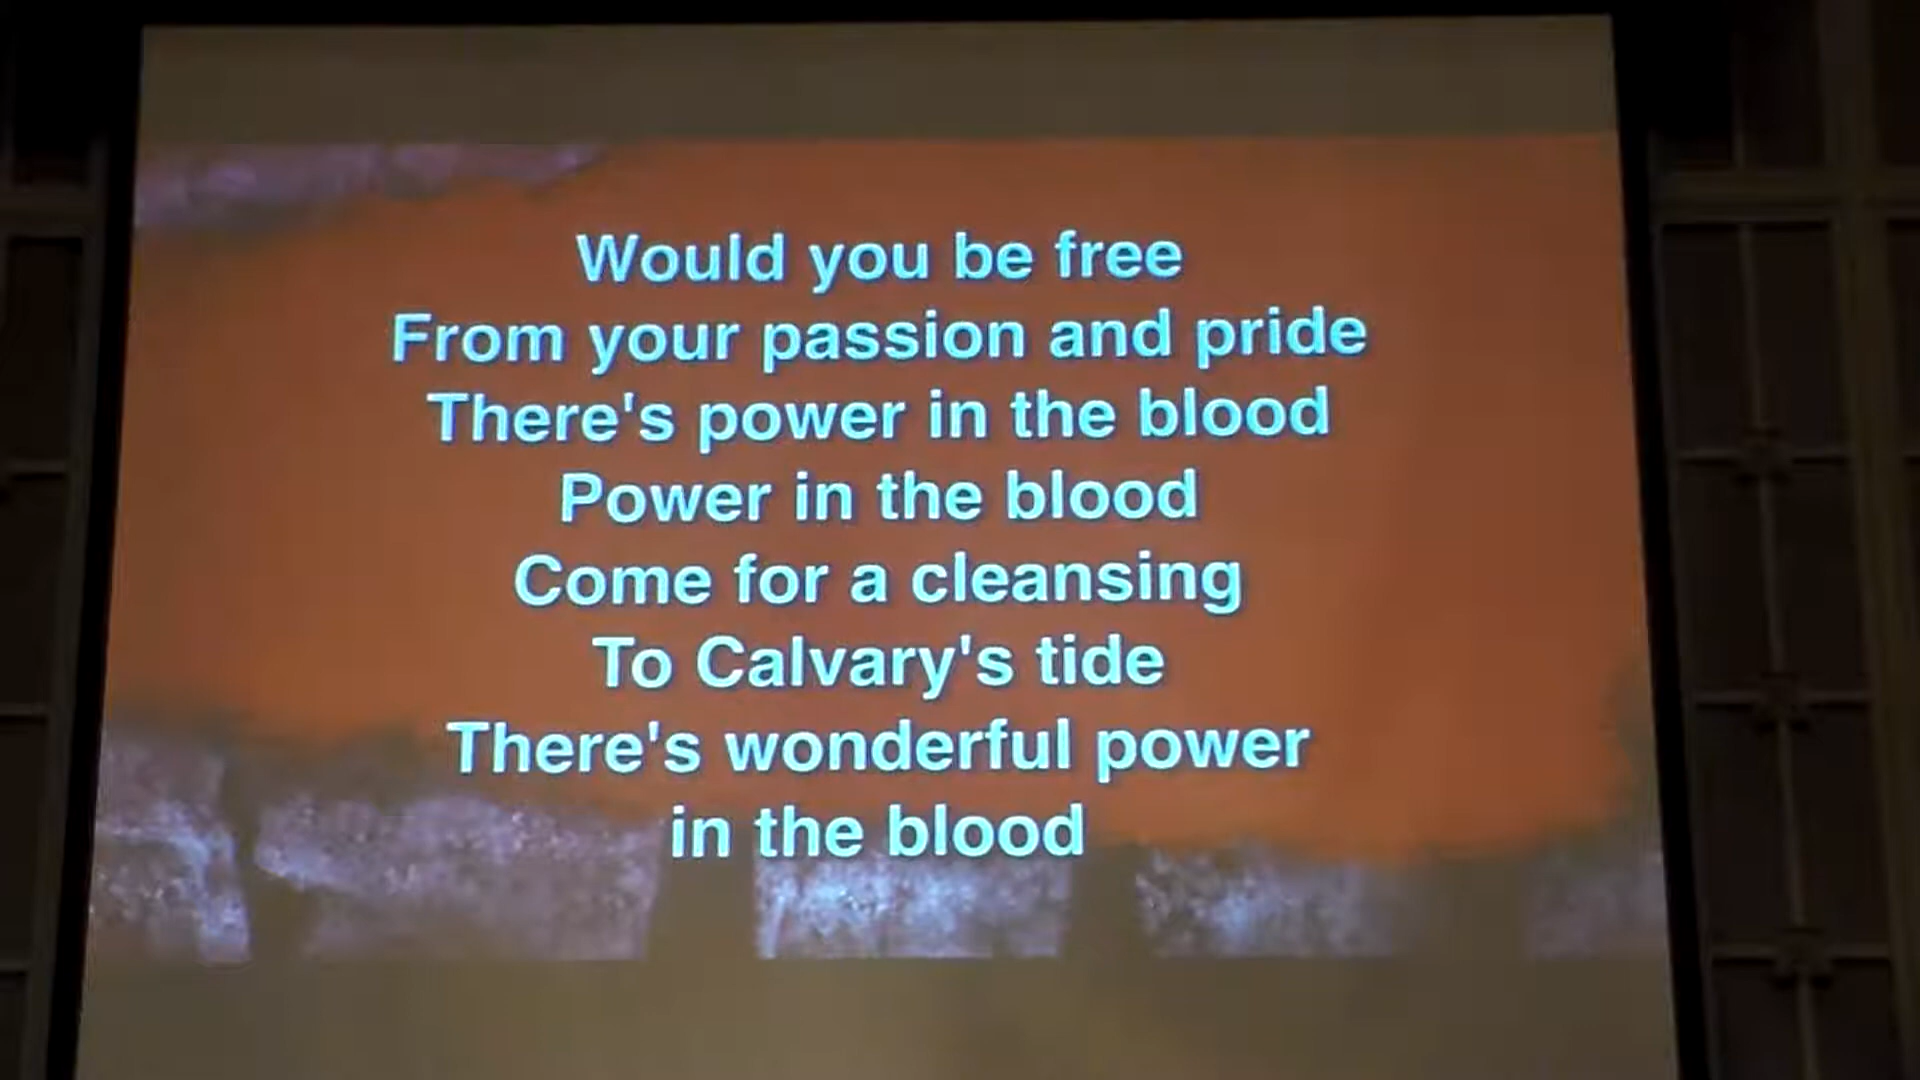 Would you be free
From your passion and pride
There's power in the blood
Power in the blood
Come for a cleansing
To Calvary's tide
There's wonderful power
in the blood